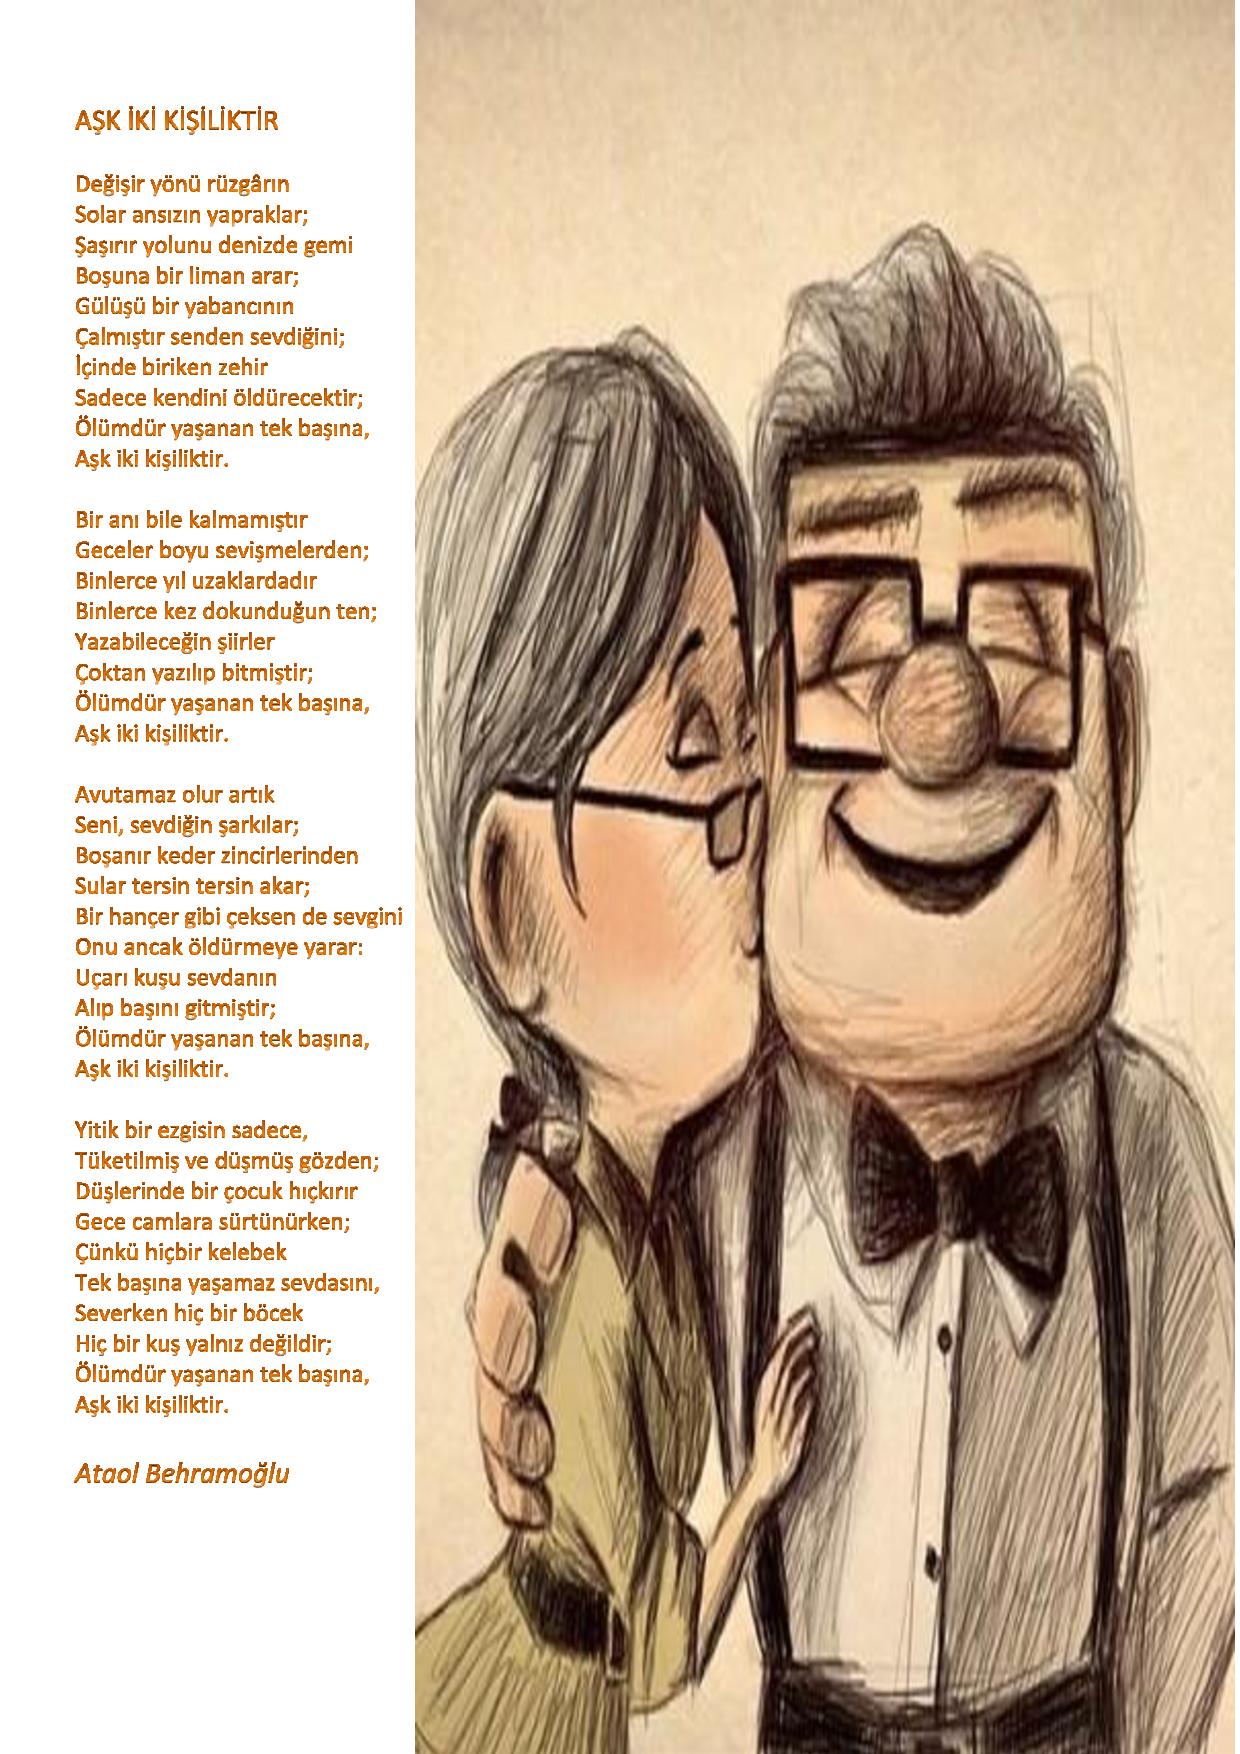 AŞK İKİ KİŞİLİKTİR
Değişir yönü rüzgârın
Solar ansızın yapraklar;
Şaşırır yolunu denizde gemi
Boşuna bir liman arar;
Gülüşü bir yabancının
Çalmıştır senden sevdiğini;
İçinde biriken zehir
Sadece kendini öldürecektir;
Ölümdür yaşanan tek başına,
Aşk iki kişiliktir.
Bir anı bile kalmamıştır
Geceler boyu sevişmelerden;
Binlerce yıl uzaklardadır
Binlerce kez dokunduğun ten;
Yazabileceğin şiirler
Çoktan yazılıp bitmiştir;
Ölümdür yaşanan tek başına,
Aşk iki kişiliktir.
Avutamaz olur artık
Seni, sevdiğin şarkılar;
Boşanır keder zincirlerinden
Sular tersin tersin akar;
Bir hançer gibi çeksen de sevgini
Onu ancak öldürmeye yarar:
Uçarı kuşu sevdanın
Alıp başını gitmiştir;
Ölümdür yaşanan tek başına,
Aşk iki kişiliktir.
Yitik bir ezgisin sadece,
Tüketilmiş ve düşmüş gözden;
Düşlerinde bir çocuk hıçkırır
Gece camlara sürtünürken;
Çünkü hiçbir kelebek
Tek başına yaşamaz sevdasını,
Severken hiç bir böcek
Hiç bir kuş yalnız değildir;
Ölümdür yaşanan tek başına,
Aşk iki kişiliktir.
Ataol Behramoğlu